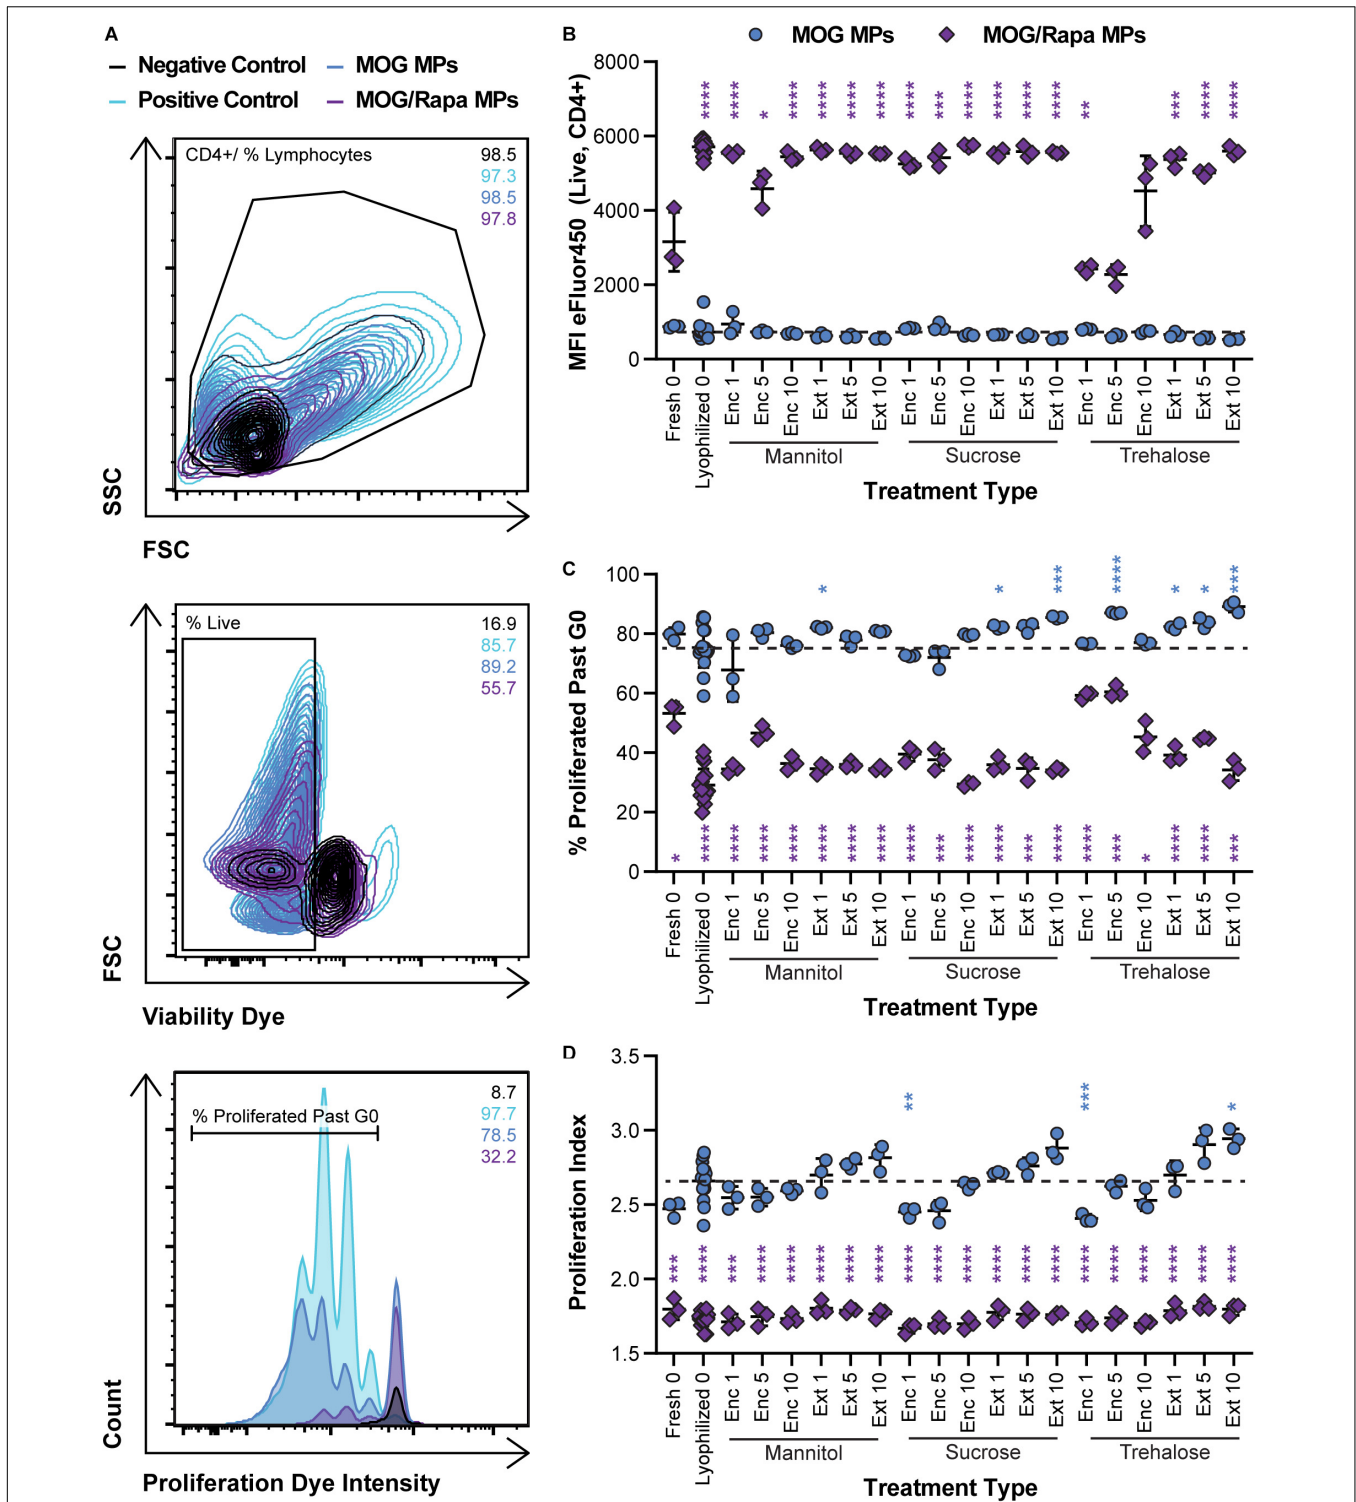 A
Negative Control
MOG MPs
Positive Control
MOG/Rapa MPs
CD4+/ % Lymphocytes
98.5
97.3
98.5
97.8
SSC
FSC
% Live
16.9
85.7
89.2
55.7
FSC
Viability Dye
% Proliferated Past G0
8.7
97.7
78.5
32.2
Count
Proliferation Dye Intensity
B
MOG MPs
MOG/Rapa MPs
MFI eFluor450 (Live, CD4+)
8000
6000
4000
2000
0
**** **** * **** **** **** **** **** *** **** **** **** **** ** *** **** ****
Fresh 0 Lyophilized 0 Enc 1 Enc 5 Enc 10 Ext 1 Ext 5 Ext 10 Enc 1 Enc 5 Enc 10 Ext 1 Ext 5 Ext 10 Enc 1 Enc 5 Enc 10 Ext 1 Ext 5 Ext 10
Mannitol Sucrose Trehalose
Treatment Type
C
% Proliferated Past G0
100
80
60
40
20
0
* * *** **** * * ***
* **** **** **** **** **** **** **** **** *** **** **** *** **** **** *** * **** **** ***
Fresh 0 Lyophilized 0 Enc 1 Enc 5 Enc 10 Ext 1 Ext 5 Ext 10 Enc 1 Enc 5 Enc 10 Ext 1 Ext 5 Ext 10 Enc 1 Enc 5 Enc 10 Ext 1 Ext 5 Ext 10
Mannitol Sucrose Trehalose
Treatment Type
D
Proliferation Index
3.5
3.0
2.5
2.0
1.5
** *** *
**** **** *** **** **** **** **** **** **** **** **** **** **** **** **** **** **** **** **** ****
Fresh 0 Lyophilized 0 Enc 1 Enc 5 Enc 10 Ext 1 Ext 5 Ext 10 Enc 1 Enc 5 Enc 10 Ext 1 Ext 5 Ext 10 Enc 1 Enc 5 Enc 10 Ext 1 Ext 5 Ext 10
Mannitol Sucrose Trehalose
Treatment Type